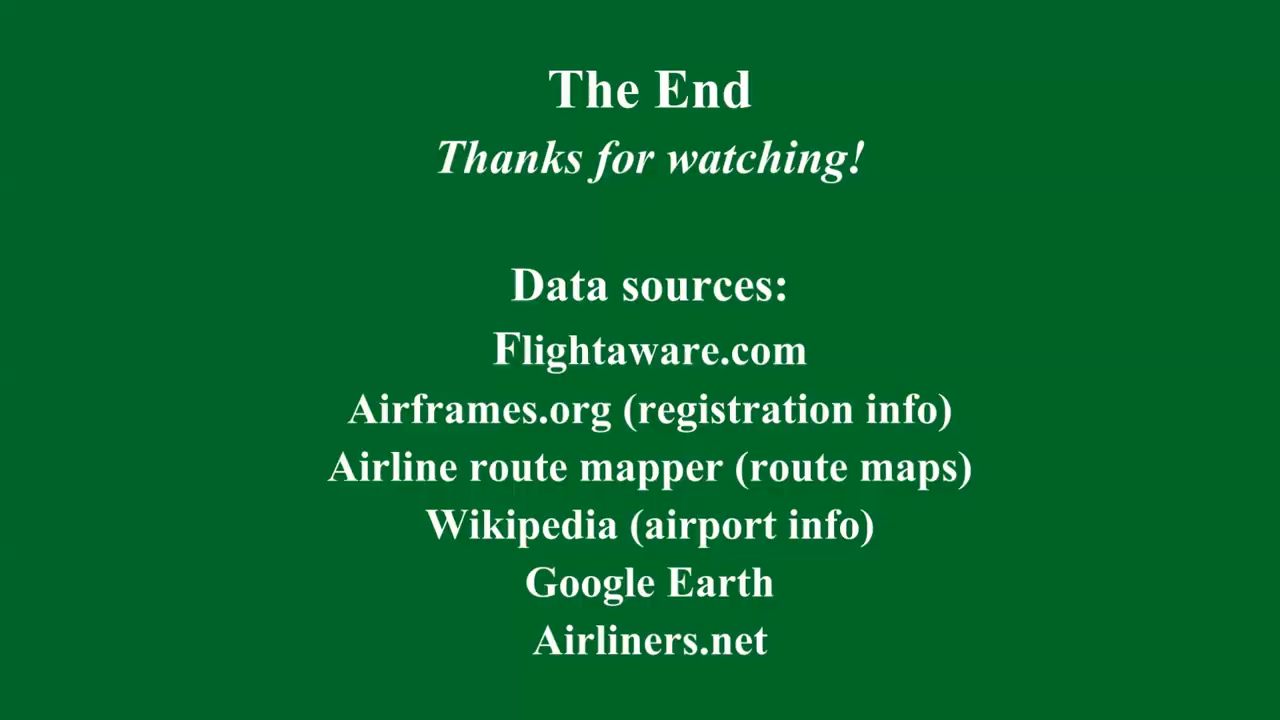 The End
Thanks for watching!
Data sources:
Flightaware.com
Airframes.org (registration info)
Airline route mapper (route maps)
Wikipedia (airport info)
Google Earth
Airliners.net